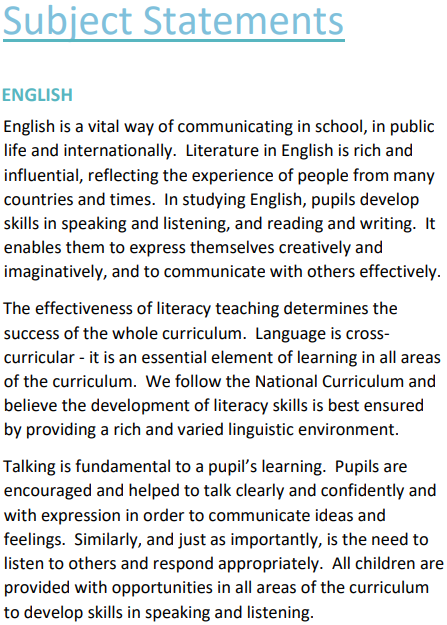 Subject Statements
ENGLISH
English is a vital way of communicating in school, in public
life and internationally.  Literature in English is rich and
influential, reflecting the experience of people from many
countries and times.  In studying English, pupils develop
skills in speaking and listening, and reading and writing.  It
enables them to express themselves creatively and
imaginatively, and to communicate with others effectively.
The effectiveness of literacy teaching determines the
success of the whole curriculum.  Language is cross-
curricular - it is an essential element of learning in all areas
of the curriculum.  We follow the National Curriculum and
believe the development of literacy skills is best ensured
by providing a rich and varied linguistic environment.
Talking is fundamental to a pupil’s learning.  Pupils are
encouraged and helped to talk clearly and confidently and
with expression in order to communicate ideas and
feelings.  Similarly, and just as importantly, is the need to
listen to others and respond appropriately.  All children are
provided with opportunities in all areas of the curriculum
to develop skills in speaking and listening.